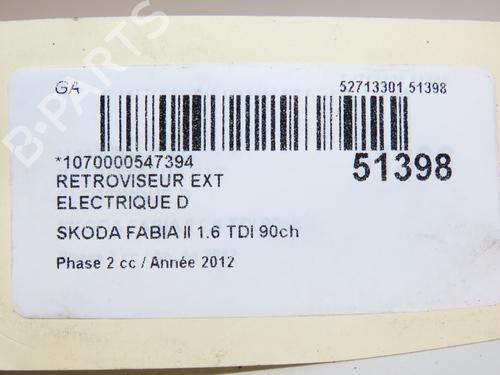 GA
52713301 51398
*1070000547394
51398
RETROVISEUR EXT
ELECTRIQUE D
SKODA FABIA II 1.6 TDI 90ch
Phase 2 cc / Année 2012
B-PARTS